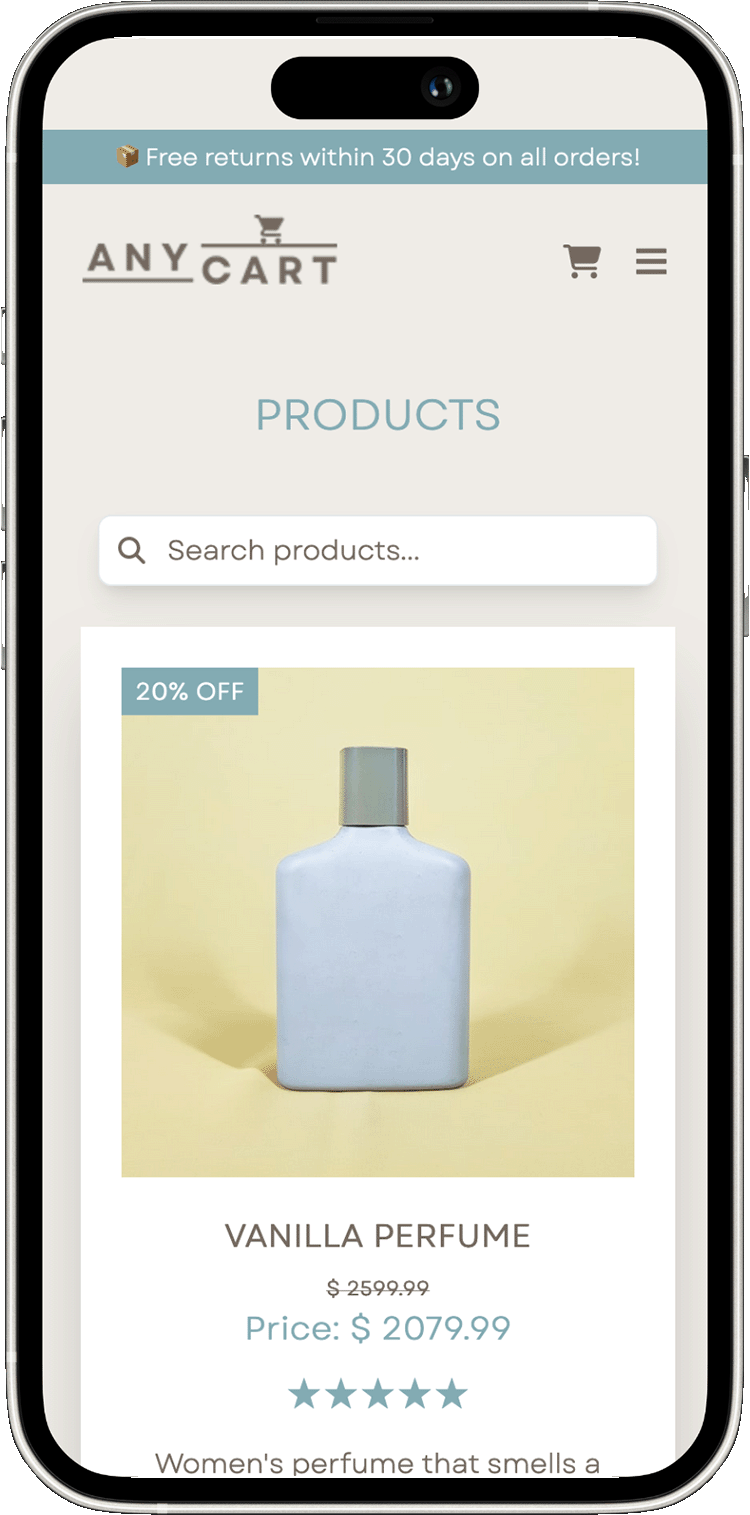 📦 Free returns within 30 days on all orders!
ANY CART
PRODUCTS
Search products...
20% OFF
VANILLA PERFUME
$ 2599.99
Price: $ 2079.99
Women's perfume that smells a